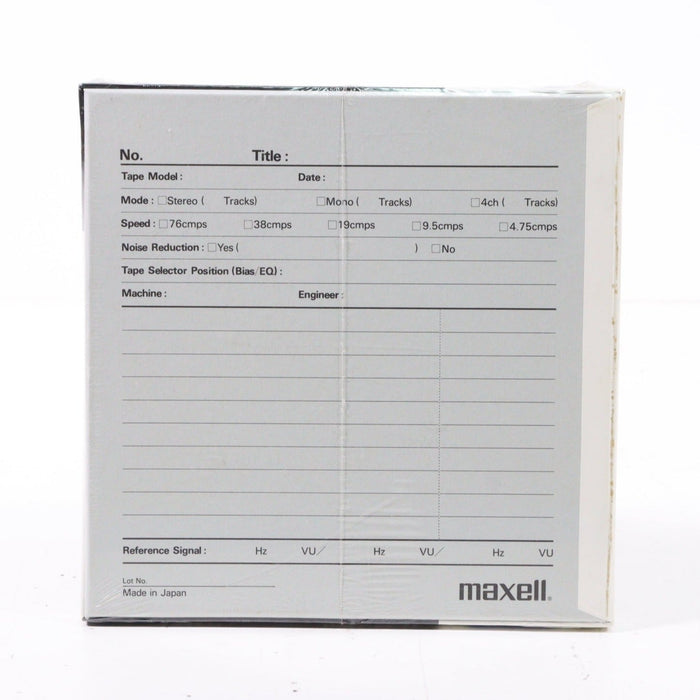 No. Title :
Tape Model : Date :
Mode : □Stereo ( Tracks) □Mono ( Tracks) □4ch ( Tracks)
Speed : □76cmps □38cmps □19cmps □9.5cmps □4.75cmps
Noise Reduction : □Yes ( ) □No
Tape Selector Position (Bias/EQ) :
Machine : Engineer :
Reference Signal : Hz VU/ Hz VU/ Hz VU
Lot No.
Made in Japan
maxell®